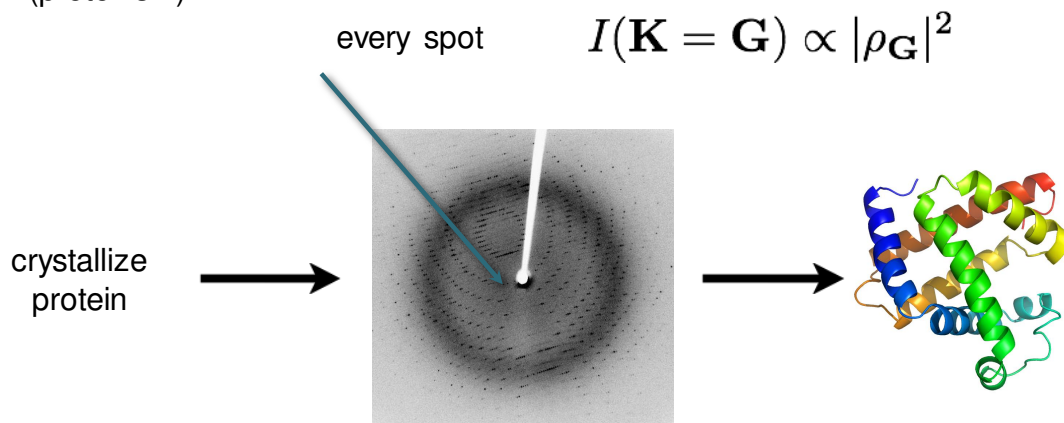 every spot
I(K = G) ∝ |ρ_G|²
crystallize
protein